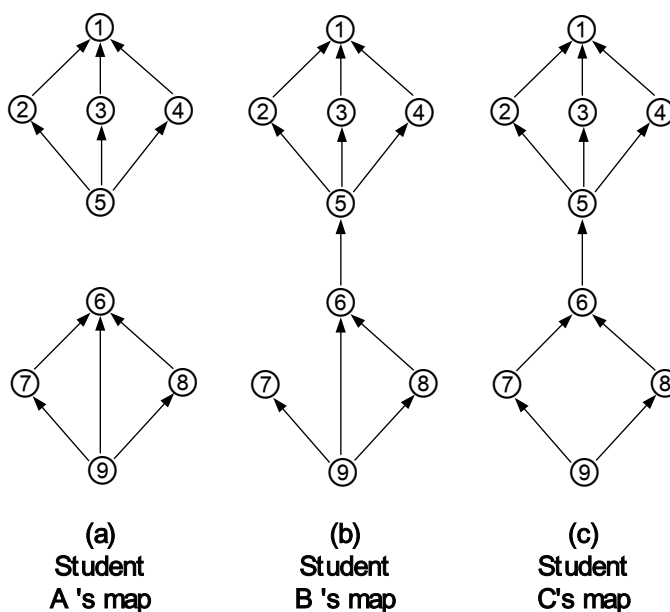 1 1 1
2 3 4 2 3 4 2 3 4
5 5 5
6 6 6
7 8 7 8 7 8
9 9 9
(a) (b) (c)
Student Student Student
A 's map B 's map C's map